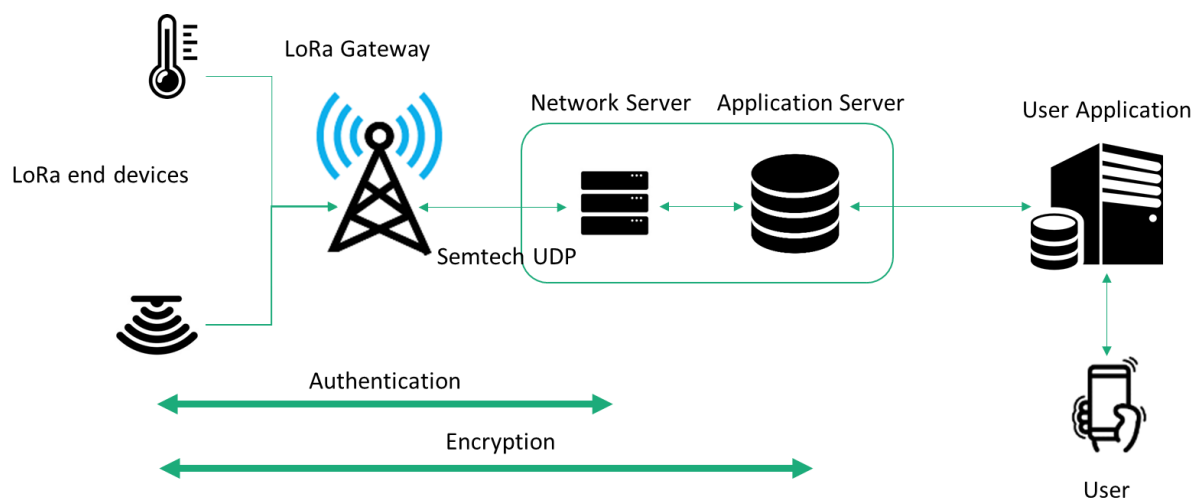 LoRa Gateway
Network Server
Application Server
User Application
LoRa end devices
Semtech UDP
Authentication
Encryption
User